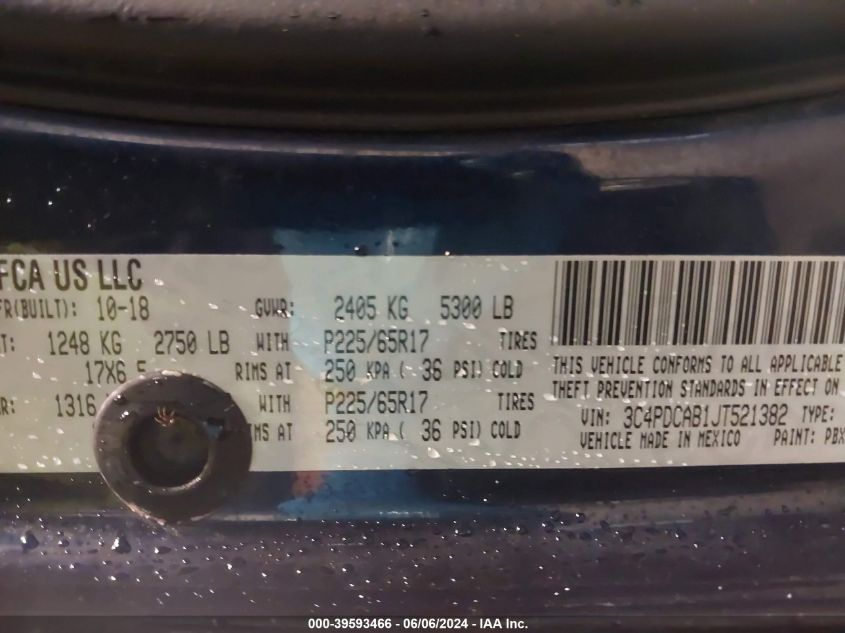 FCA US LLC
FR(BUILT): 10-18 GVWR: 2405 KG 5300 LB
T: 1248 KG 2750 LB WITH P225/65R17 TIRES
17X6.5 RIMS AT 250 KPA ( 36 PSI) COLD
R: 1316 WITH P225/65R17 TIRES
IMS AT 250 KPA ( 36 PSI) COLD
THIS VEHICLE CONFORMS TO ALL APPLICABLE
THEFT PREVENTION STANDARDS IN EFFECT ON
VIN: 3C4PDCAB1JT521382 TYPE:
VEHICLE MADE IN MEXICO PAINT: PBX
000-39593466 - 06/06/2024 - IAA Inc.